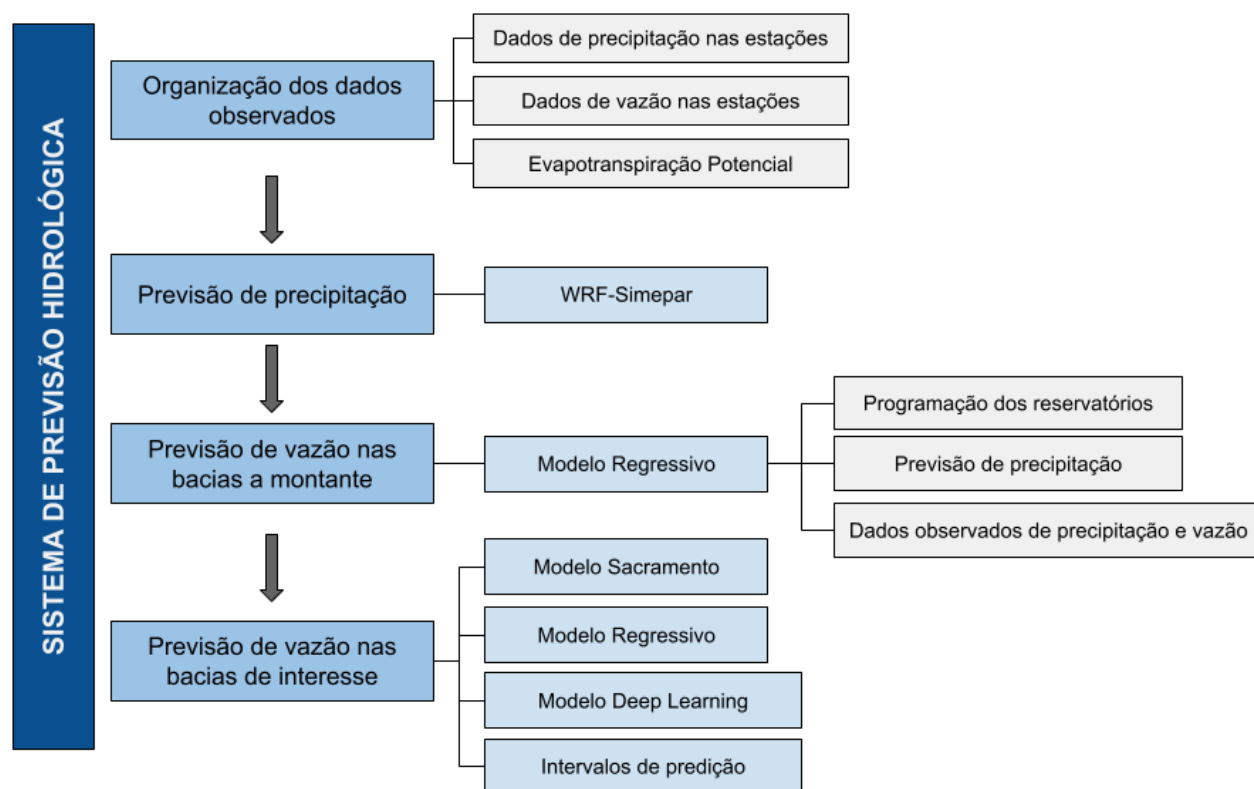 SISTEMA DE PREVISÃO HIDROLÓGICA
Organização dos dados
observados
Dados de precipitação nas estações
Dados de vazão nas estações
Evapotranspiração Potencial
Previsão de precipitação
WRF-Simepar
Previsão de vazão nas
bacias a montante
Modelo Regressivo
Programação dos reservatórios
Previsão de precipitação
Dados observados de precipitação e vazão
Previsão de vazão nas
bacias de interesse
Modelo Sacramento
Modelo Regressivo
Modelo Deep Learning
Intervalos de predição